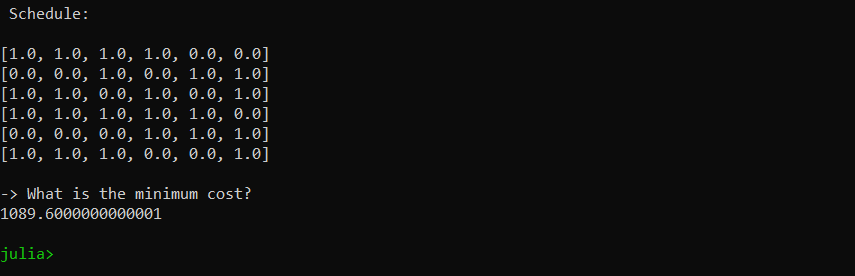 Schedule:
[1.0, 1.0, 1.0, 1.0, 0.0, 0.0]
[0.0, 0.0, 1.0, 0.0, 1.0, 1.0]
[1.0, 1.0, 0.0, 1.0, 0.0, 1.0]
[1.0, 1.0, 1.0, 1.0, 1.0, 0.0]
[0.0, 0.0, 0.0, 1.0, 1.0, 1.0]
[1.0, 1.0, 1.0, 0.0, 0.0, 1.0]
-> What is the minimum cost?
1089.6000000000001
julia>